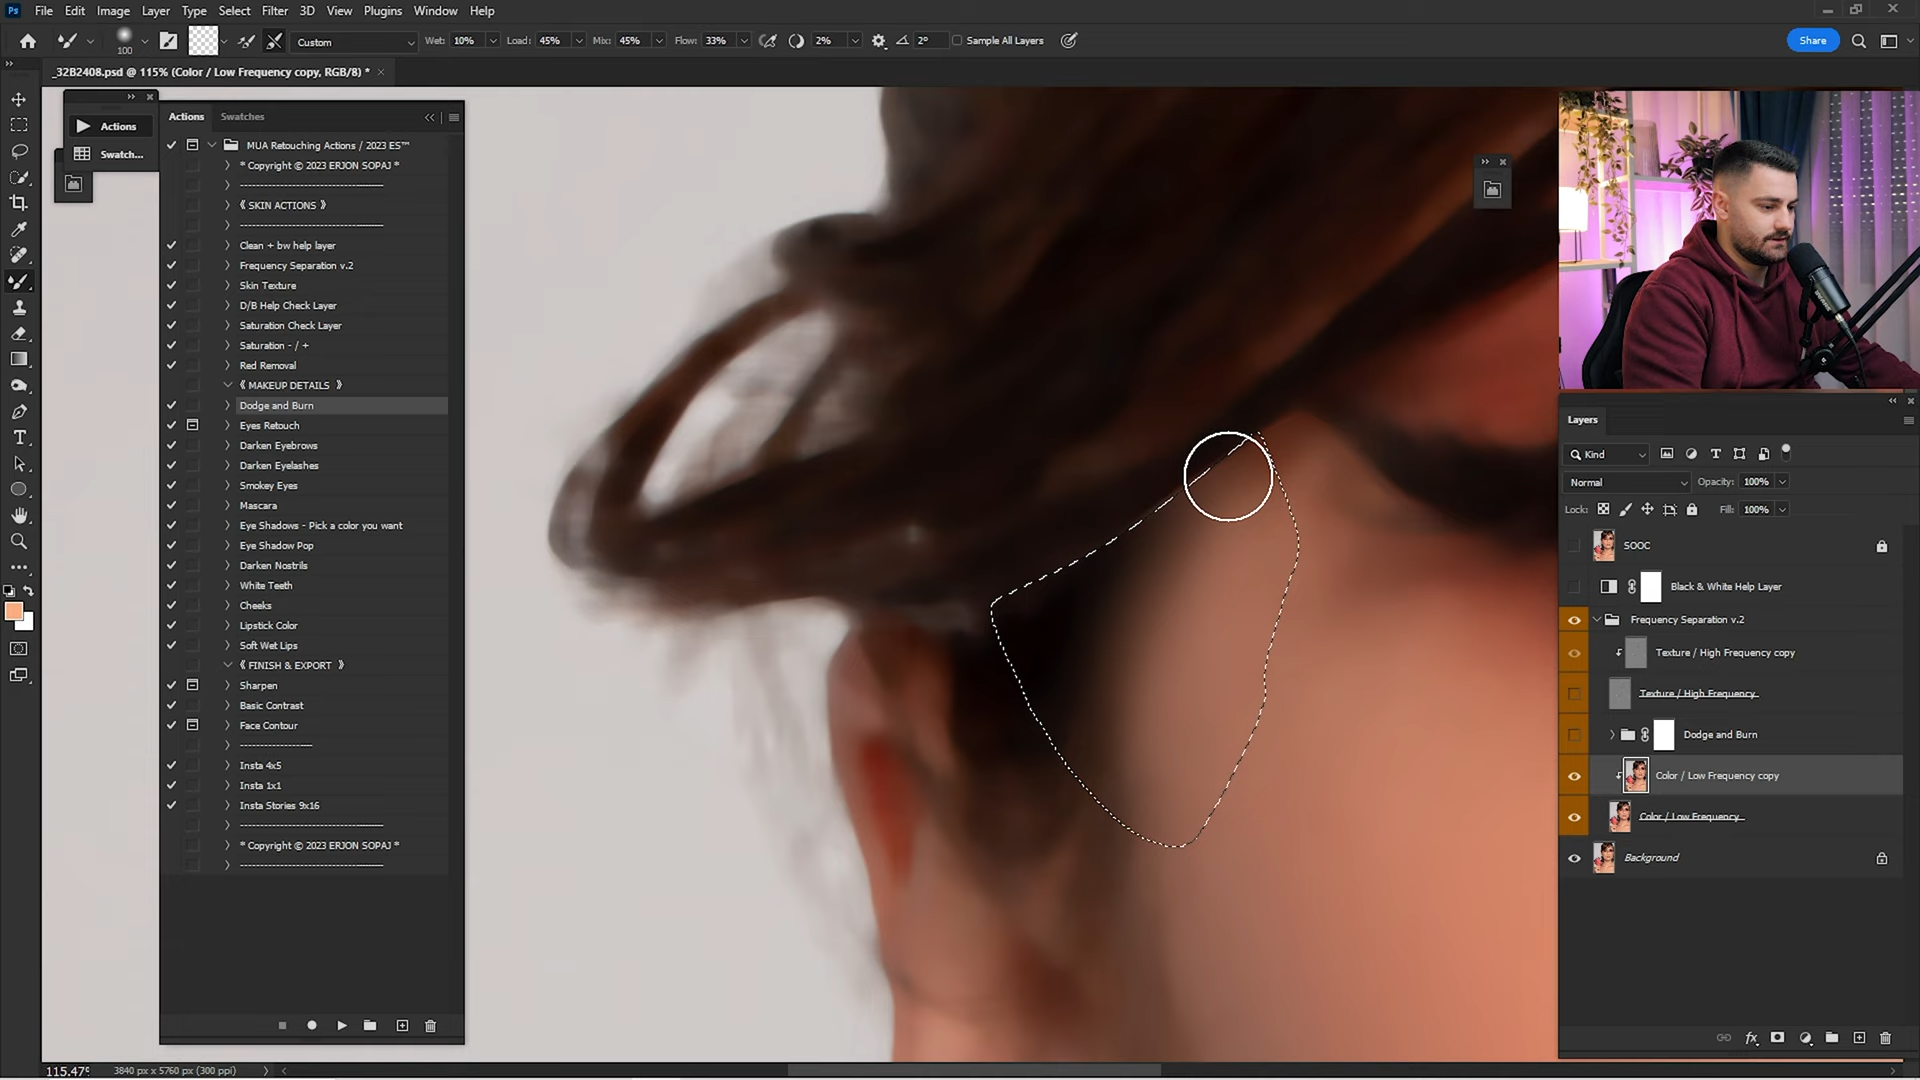 Ps File Edit Image Layer Type Select Filter 3D View Plugins Window Help
100 Custom Wet: 10% Load: 45% Mix: 45% Flow: 33% 2% 2° Sample All Layers Share
_32B2408.psd @ 115% (Color / Low Frequency copy, RGB/8) *
Actions
Swatch...
Actions Swatches
MUA Retouching Actions / 2023 ES™
* Copyright © 2023 ERJON SOPAJ *
------------------------------------
《 SKIN ACTIONS 》
------------------------------------
Clean + bw help layer
Frequency Separation v.2
Skin Texture
D/B Help Check Layer
Saturation Check Layer
Saturation - / +
Red Removal
《 MAKEUP DETAILS 》
Dodge and Burn
Eyes Retouch
Darken Eyebrows
Darken Eyelashes
Smokey Eyes
Mascara
Eye Shadows - Pick a color you want
Eye Shadow Pop
Darken Nostrils
White Teeth
Cheeks
Lipstick Color
Soft Wet Lips
《 FINISH & EXPORT 》
Sharpen
Basic Contrast
Face Contour
------------------
Insta 4x5
Insta 1x1
Insta Stories 9x16
------------------------------------
* Copyright © 2023 ERJON SOPAJ *
------------------------------------
Layers
Kind
Normal Opacity: 100%
Lock: Fill: 100%
SOOC
Black & White Help Layer
Frequency Separation v.2
Texture / High Frequency copy
Texture / High Frequency
Dodge and Burn
Color / Low Frequency copy
Color / Low Frequency
Background
115.47% 3840 px x 5760 px (300 ppi)